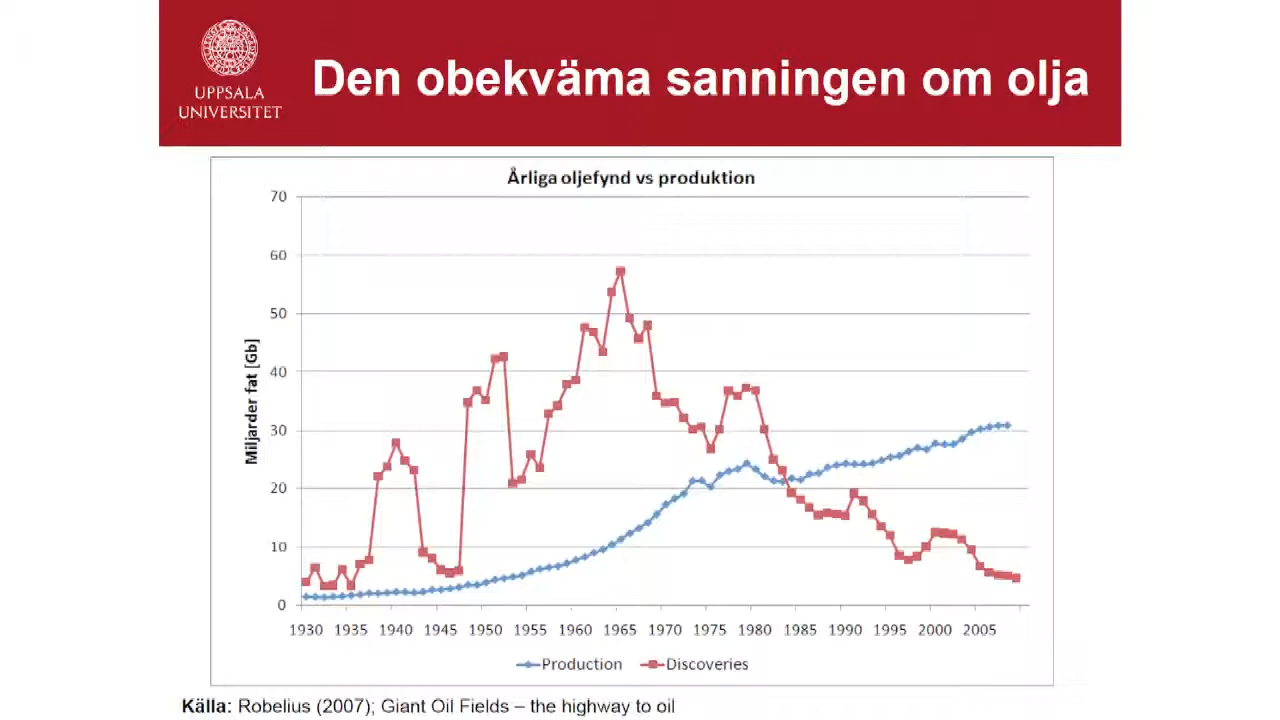 UPPSALA
UNIVERSITET
Den obekväma sanningen om olja
Årliga oljefynd vs produktion
Miljarder fat [Gb]
70
60
50
40
30
20
10
0
1930 1935 1940 1945 1950 1955 1960 1965 1970 1975 1980 1985 1990 1995 2000 2005
Production Discoveries
Källa: Robelius (2007); Giant Oil Fields – the highway to oil